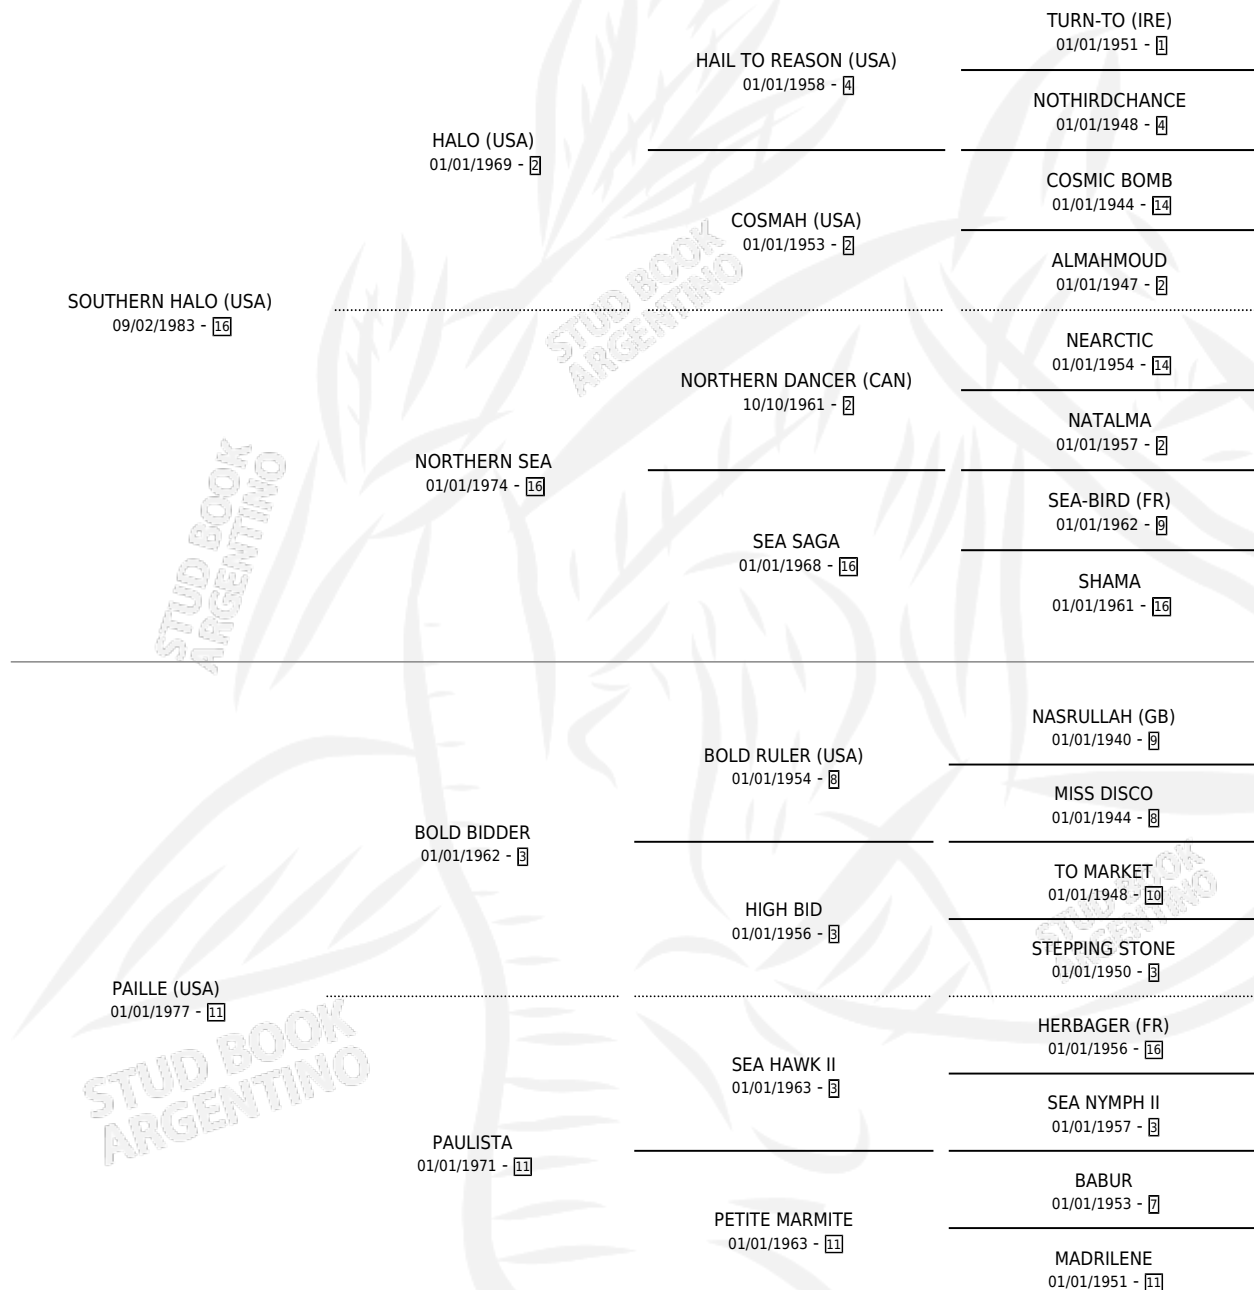 TURN-TO (IRE)
01/01/1951 - 1
HAIL TO REASON (USA)
01/01/1958 - 4
NOTHIRDCHANCE
01/01/1948 - 4
HALO (USA)
01/01/1969 - 2
COSMIC BOMB
01/01/1944 - 14
COSMAH (USA)
01/01/1953 - 2
ALMAHMOUD
01/01/1947 - 2
SOUTHERN HALO (USA)
09/02/1983 - 16
STUD BOOK
ARGENTINO
NEARCTIC
01/01/1954 - 14
NORTHERN DANCER (CAN)
10/10/1961 - 2
NATALMA
01/01/1957 - 2
NORTHERN SEA
01/01/1974 - 16
SEA-BIRD (FR)
01/01/1962 - 9
SEA SAGA
01/01/1968 - 16
SHAMA
01/01/1961 - 16
STUD BOOK
ARGENTINO
NASRULLAH (GB)
01/01/1940 - 9
BOLD RULER (USA)
01/01/1954 - 8
MISS DISCO
01/01/1944 - 8
BOLD BIDDER
01/01/1962 - 3
TO MARKET
01/01/1948 - 10
HIGH BID
01/01/1956 - 3
STEPPING STONE
01/01/1950 - 3
STUD BOOK
ARGENTINO
PAILLE (USA)
01/01/1977 - 11
HERBAGER (FR)
01/01/1956 - 16
SEA HAWK II
01/01/1963 - 3
SEA NYMPH II
01/01/1957 - 3
STUD BOOK
ARGENTINO
PAULISTA
01/01/1971 - 11
BABUR
01/01/1953 - 7
PETITE MARMITE
01/01/1963 - 11
MADRILENE
01/01/1951 - 11